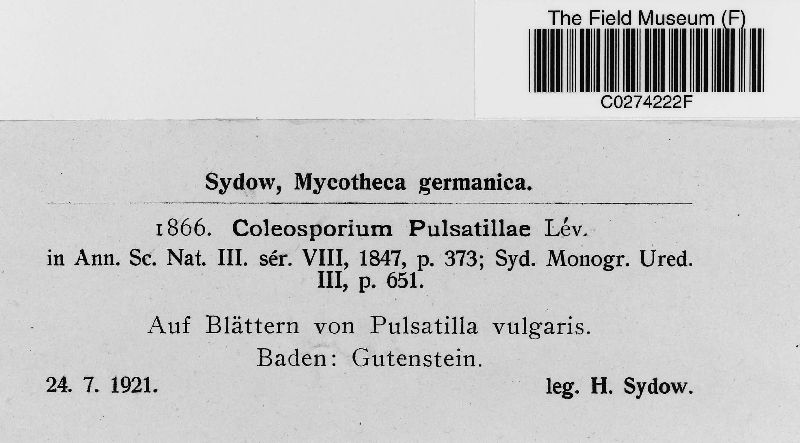 The Field Museum (F)
C0274222F
Sydow, Mycotheca germanica.
1866. Coleosporium Pulsatillae Lév.
in Ann. Sc. Nat. III. sér. VIII, 1847, p. 373; Syd. Monogr. Ured.
III, p. 651.
Auf Blättern von Pulsatilla vulgaris.
Baden: Gutenstein.
24. 7. 1921. leg. H. Sydow.